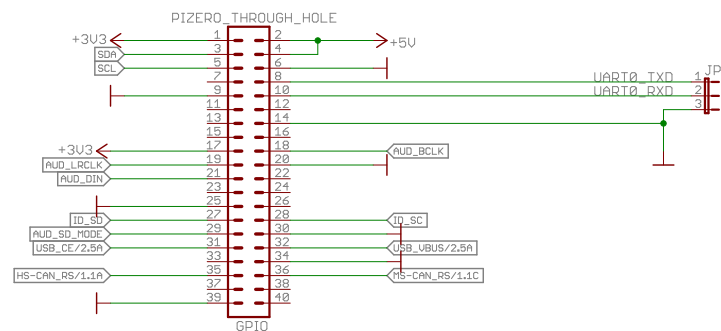 PIZERO_THROUGH_HOLE
+3V3 1 2 +5V
SDA 3 4
SCL 5 6
7 8 UART0_TXD 1 JP
9 10 UART0_RXD 2
11 12 3
13 14
15 16
+3V3 17 18 AUD_BCLK
AUD_LRCLK 19 20
AUD_DIN 21 22
23 24
25 26
ID_SD 27 28 ID_SC
AUD_SD_MODE 29 30
USB_CE/2.5A 31 32 USB_VBUS/2.5A
33 34
HS-CAN_RS/1.1A 35 36 MS-CAN_RS/1.1C
37 38
39 40
GPIO